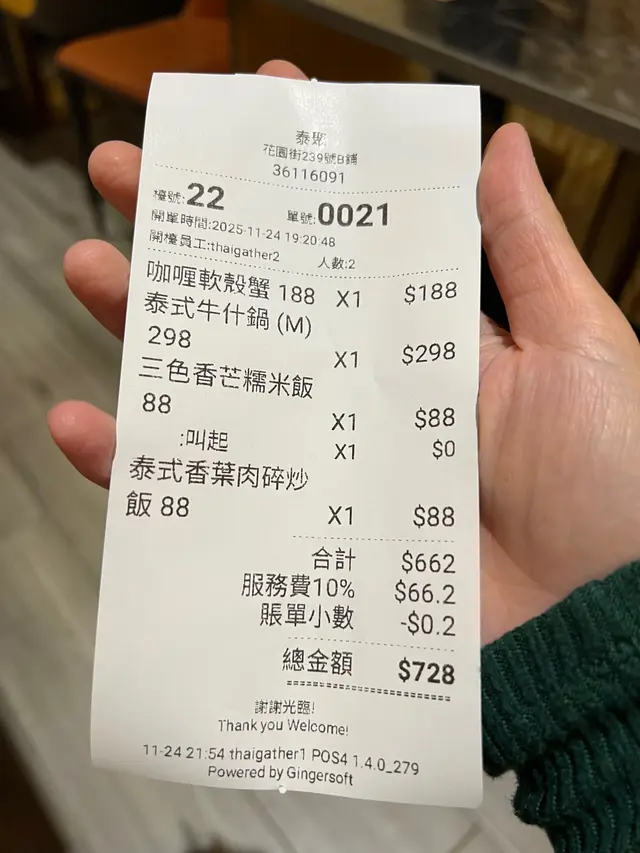 泰聚
花園街239號B鋪
36116091
檯號:22 單號:0021
開單時間:2025-11-24 19:20:48
開檯員工:thaigather2 人數:2
咖喱軟殼蟹 188 X1 $188
泰式牛什鍋 (M)
298
X1 $298
三色香芒糯米飯
88
X1 $88
:叫起 X1 $0
泰式香葉肉碎炒
飯 88
X1 $88
合計 $662
服務費10% $66.2
賬單小數 -$0.2
總金額 $728
謝謝光臨!
Thank you Welcome!
11-24 21:54 thaigather1 POS4 1.4.0_279
Powered by Gingersoft